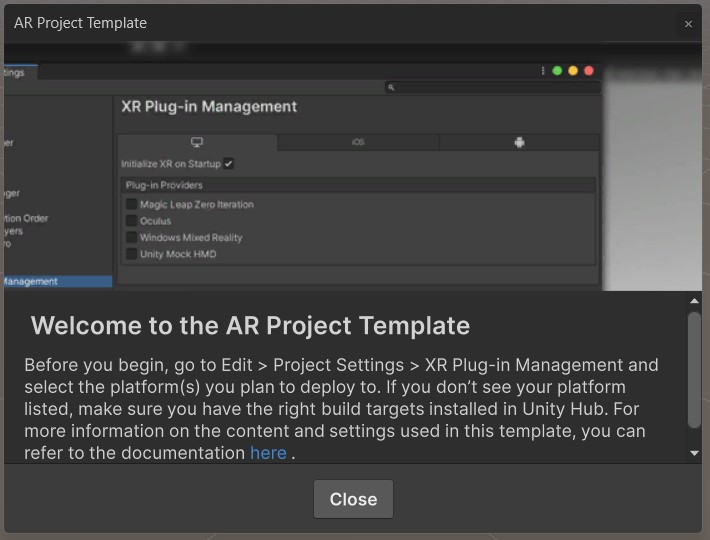 AR Project Template
ttings
XR Plug-in Management
iOS
Initialize XR on Startup
Plug-in Providers
Magic Leap Zero Iteration
Oculus
Windows Mixed Reality
Unity Mock HMD
er
ager
tion Order
yers
ro
Management
Welcome to the AR Project Template
Before you begin, go to Edit > Project Settings > XR Plug-in Management and
select the platform(s) you plan to deploy to. If you don't see your platform
listed, make sure you have the right build targets installed in Unity Hub. For
more information on the content and settings used in this template, you can
refer to the documentation here .
Close